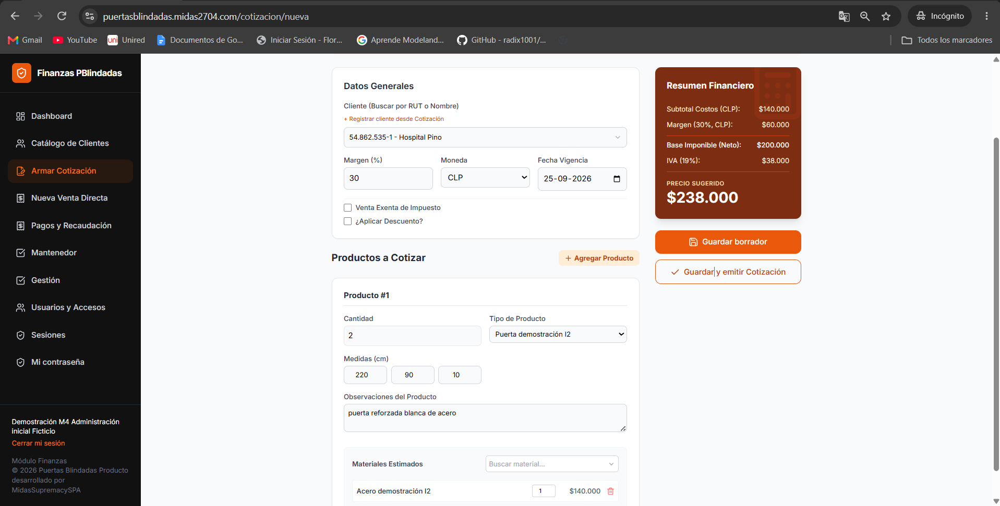 puertasblindadas.midas2704.com/cotizacion/nueva
Incógnito
Gmail
YouTube
uni Unired
Documentos de Go...
Iniciar Sesión - Flor...
Aprende Modeland...
GitHub - radix1001/...
Todos los marcadores
Finanzas PBlindadas
Dashboard
Catálogo de Clientes
Armar Cotización
Nueva Venta Directa
Pagos y Recaudación
Mantenedor
Gestión
Usuarios y Accesos
Sesiones
Mi contraseña
Demostración M4 Administración
inicial Ficticio
Cerrar mi sesión
Módulo Finanzas
© 2026 Puertas Blindadas Producto
desarrollado por
MidasSupremacySPA
Datos Generales
Cliente (Buscar por RUT o Nombre)
+ Registrar cliente desde Cotización
54.862.535-1 - Hospital Pino
Margen (%) Moneda Fecha Vigencia
30 CLP 25-09-2026
Venta Exenta de Impuesto
¿Aplicar Descuento?
Productos a Cotizar
+ Agregar Producto
Producto #1
Cantidad Tipo de Producto
2 Puerta demostración I2
Medidas (cm)
220 90 10
Observaciones del Producto
puerta reforzada blanca de acero
Materiales Estimados Buscar material...
Acero demostración I2 1 $140.000
Resumen Financiero
Subtotal Costos (CLP): $140.000
Margen (30%, CLP): $60.000
Base Imponible (Neto): $200.000
IVA (19%): $38.000
PRECIO SUGERIDO
$238.000
Guardar borrador
Guardar y emitir Cotización